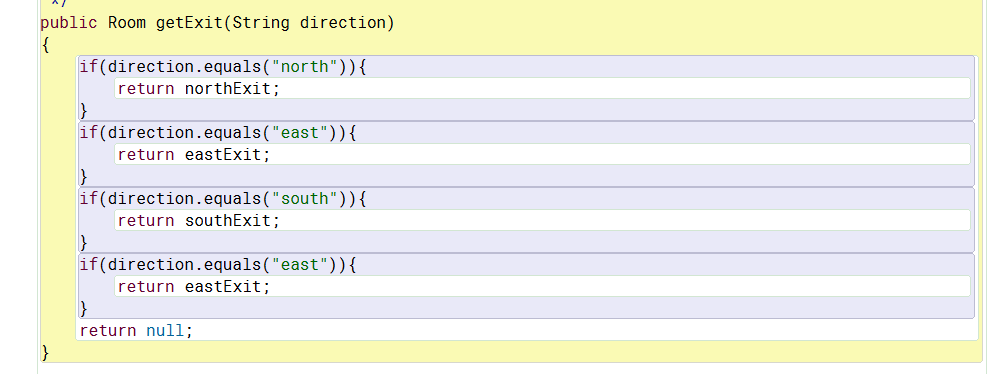 */
public Room getExit(String direction)
{
if(direction.equals("north")){
return northExit;
}
if(direction.equals("east")){
return eastExit;
}
if(direction.equals("south")){
return southExit;
}
if(direction.equals("east")){
return eastExit;
}
return null;
}